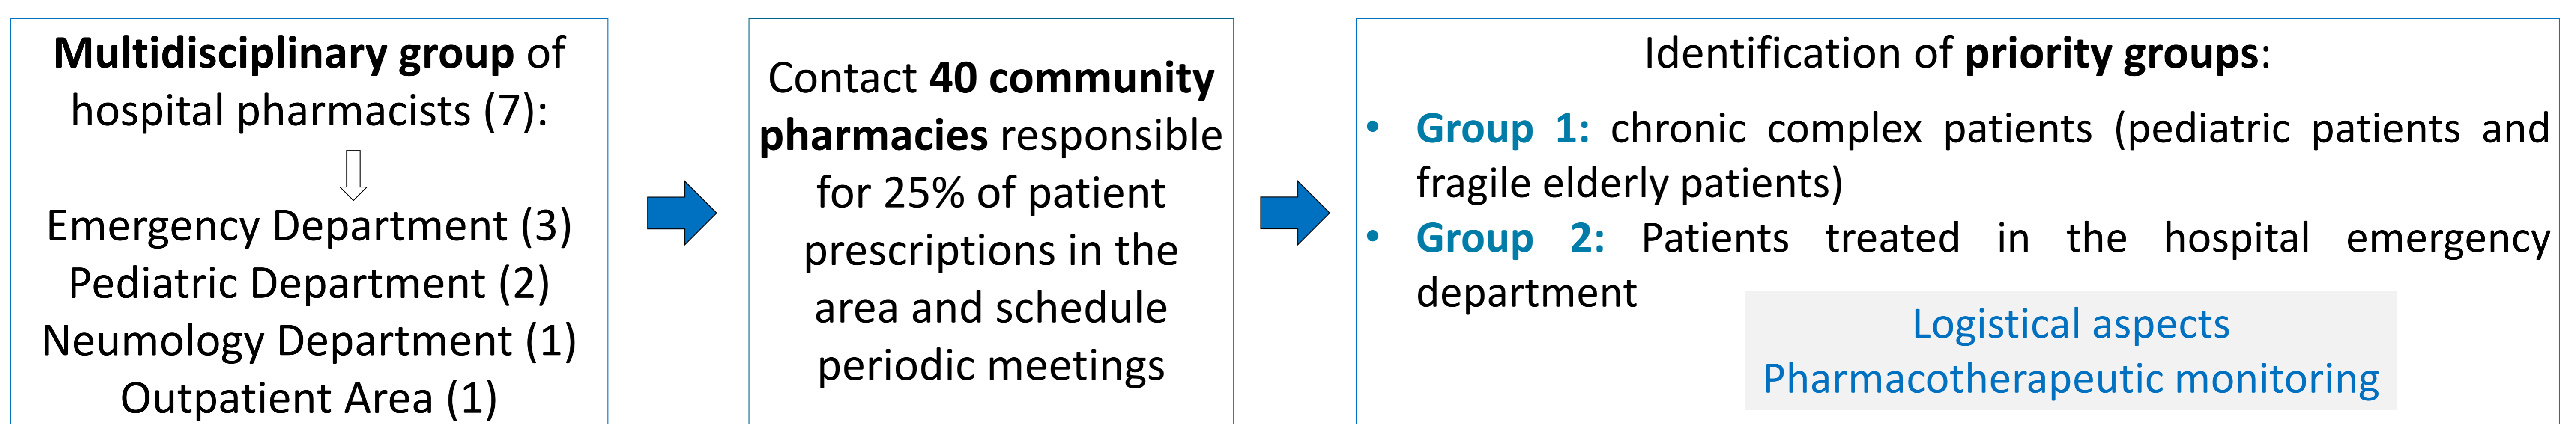 Multidisciplinary group of
hospital pharmacists (7):
Emergency Department (3)
Pediatric Department (2)
Neumology Department (1)
Outpatient Area (1)
Contact 40 community
pharmacies responsible
for 25% of patient
prescriptions in the
area and schedule
periodic meetings
Identification of priority groups:
• Group 1: chronic complex patients (pediatric patients and
fragile elderly patients)
• Group 2: Patients treated in the hospital emergency
department
Logistical aspects
Pharmacotherapeutic monitoring